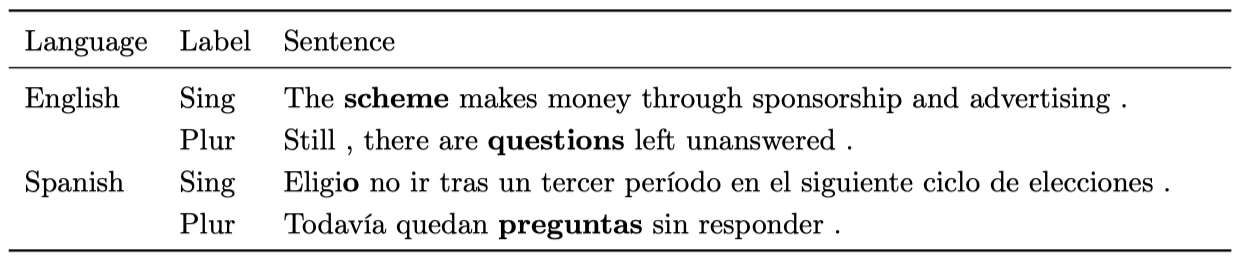 Language Label Sentence
English Sing The scheme makes money through sponsorship and advertising .
Plur Still , there are questions left unanswered .
Spanish Sing Eligio no ir tras un tercer período en el siguiente ciclo de elecciones .
Plur Todavía quedan preguntas sin responder .